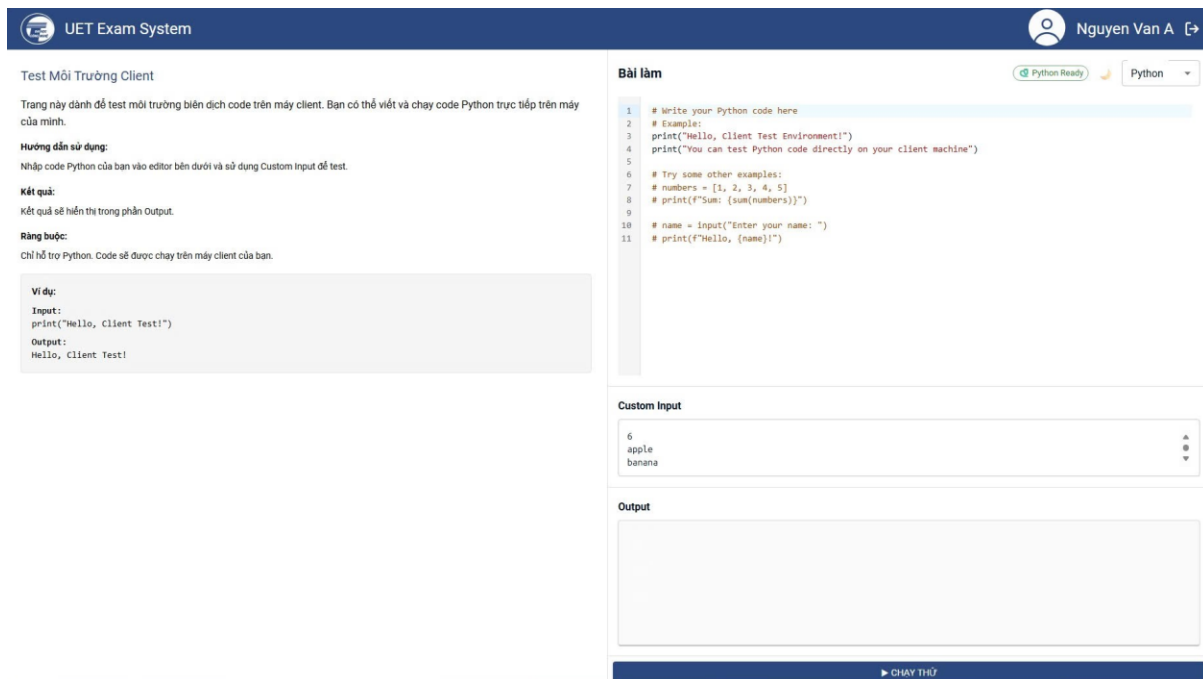 UET Exam System
Nguyen Van A
Test Môi Trường Client
Trang này dành để test môi trường biên dịch code trên máy client. Bạn có thể viết và chạy code Python trực tiếp trên máy
của mình.
Hướng dẫn sử dụng:
Nhập code Python của bạn vào editor bên dưới và sử dụng Custom Input để test.
Kết quả:
Kết quả sẽ hiển thị trong phần Output.
Ràng buộc:
Chỉ hỗ trợ Python. Code sẽ được chạy trên máy client của bạn.
Ví dụ:
Input:
print("Hello, Client Test!")
Output:
Hello, Client Test!
Bài làm
Python Ready
Python
1 # Write your Python code here
2 # Example:
3 print("Hello, Client Test Environment!")
4 print("You can test Python code directly on your client machine")
5
6 # Try some other examples:
7 # numbers = [1, 2, 3, 4, 5]
8 # print(f"Sum: {sum(numbers)}")
9
10 # name = input("Enter your name: ")
11 # print(f"Hello, {name}!")
Custom Input
6
apple
banana
Output
CHẠY THỬ